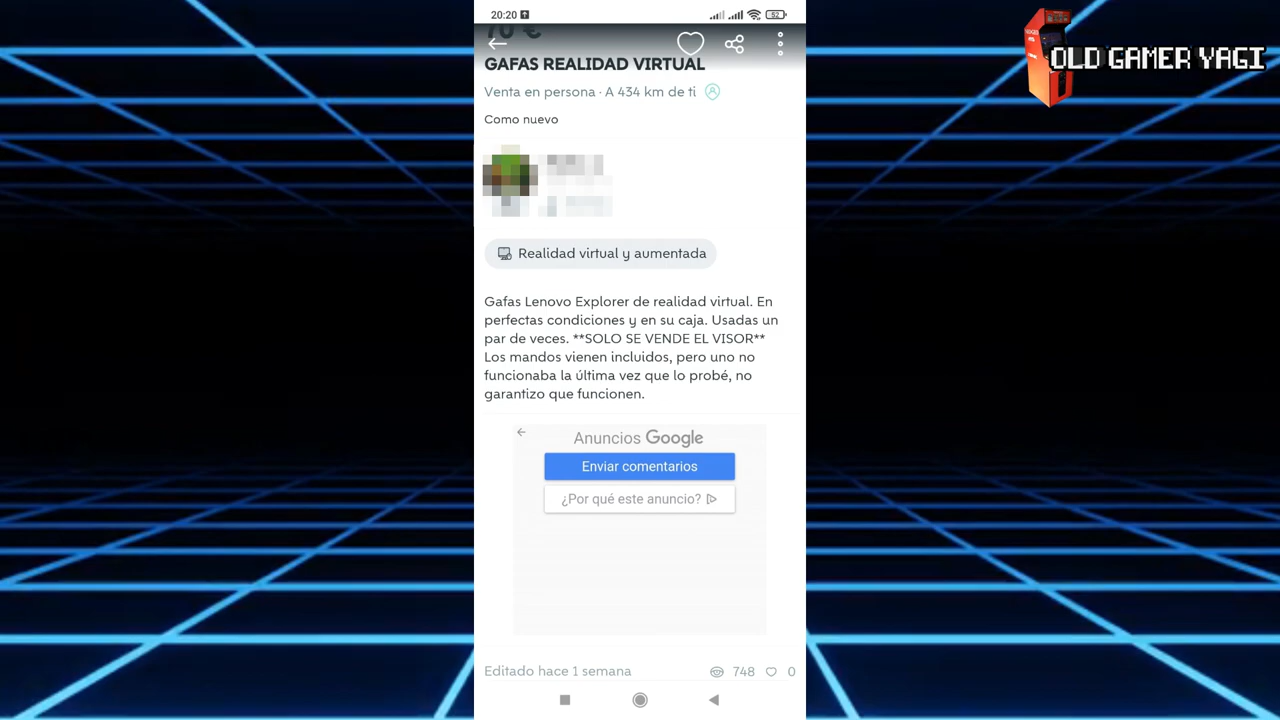 20:20
52
70 €
GAFAS REALIDAD VIRTUAL
Venta en persona · A 434 km de ti
Como nuevo
Realidad virtual y aumentada
Gafas Lenovo Explorer de realidad virtual. En
perfectas condiciones y en su caja. Usadas un
par de veces. **SOLO SE VENDE EL VISOR**
Los mandos vienen incluidos, pero uno no
funcionaba la última vez que lo probé, no
garantizo que funcionen.
Anuncios Google
Enviar comentarios
¿Por qué este anuncio?
Editado hace 1 semana
748
0
OLD GAMER YAGI